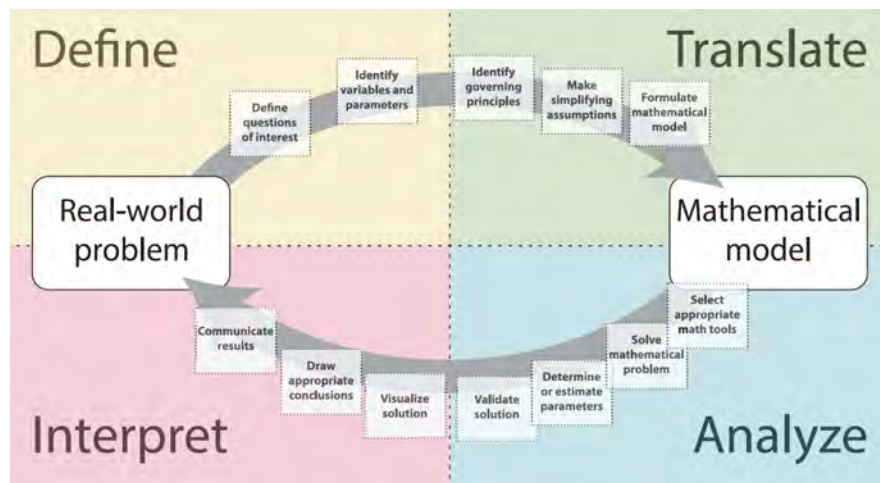 Define
Translate
Define
questions
of interest
Identify
variables and
parameters
Identify
governing
principles
Make
simplifying
assumptions
Formulate
mathematical
model
Real-world
problem
Mathematical
model
Select
appropriate
math tools
Solve
mathematical
problem
Determine
or estimate
parameters
Validate
solution
Visualize
solution
Draw
appropriate
conclusions
Communicate
results
Interpret
Analyze